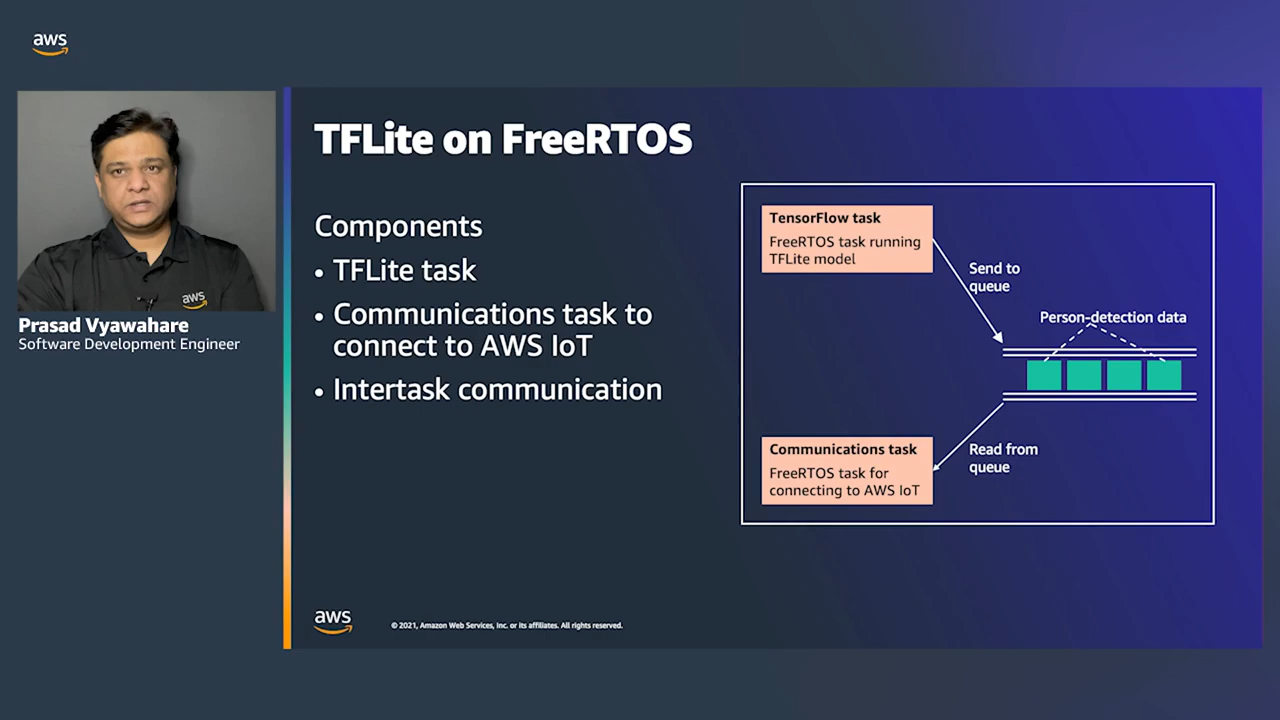 aws
aws
Prasad Vyawahare
Software Development Engineer
TFLite on FreeRTOS
Components
• TFLite task
• Communications task to
connect to AWS IoT
• Intertask communication
TensorFlow task
FreeRTOS task running
TFLite model
Send to
queue
Person-detection data
Communications task
FreeRTOS task for
connecting to AWS IoT
Read from
queue
aws
© 2021, Amazon Web Services, Inc. or its affiliates. All rights reserved.